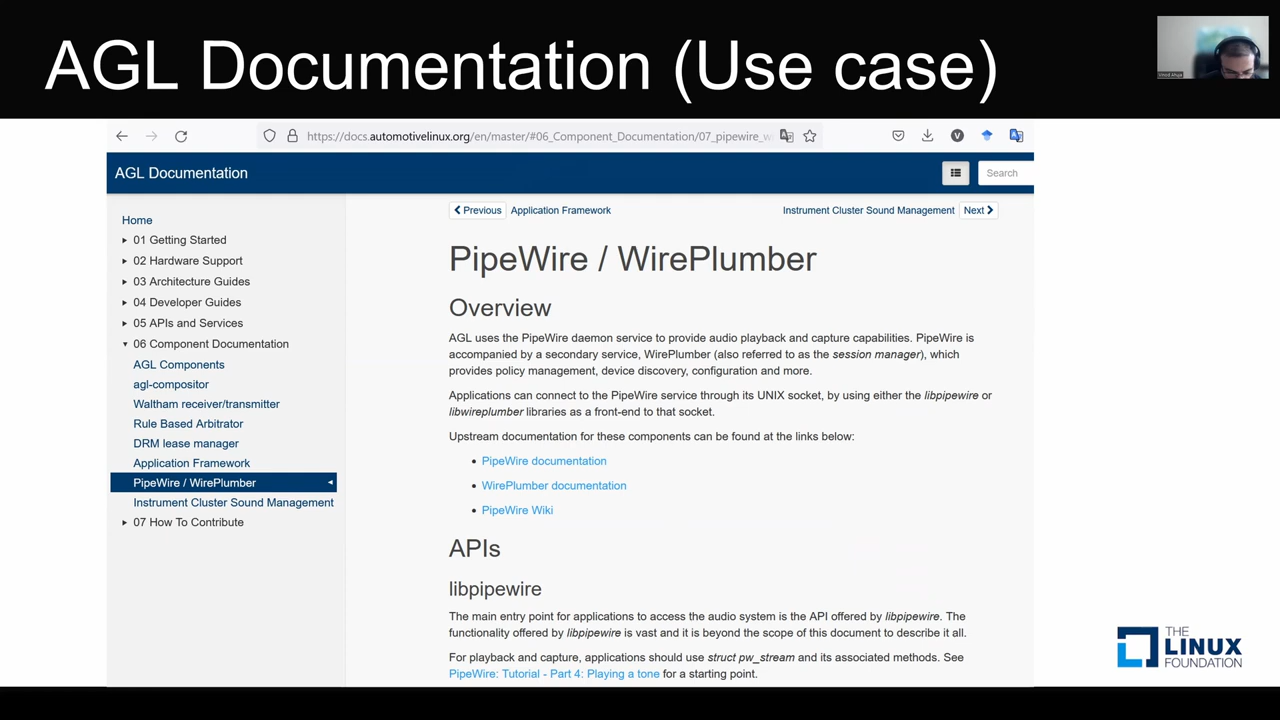 AGL Documentation (Use case)
https://docs.automotivelinux.org/en/master/#06_Component_Documentation/07_pipewire_w
V
AGL Documentation
Search
Home
01 Getting Started
02 Hardware Support
03 Architecture Guides
04 Developer Guides
05 APIs and Services
06 Component Documentation
AGL Components
agl-compositor
Waltham receiver/transmitter
Rule Based Arbitrator
DRM lease manager
Application Framework
PipeWire / WirePlumber
Instrument Cluster Sound Management
07 How To Contribute
Previous Application Framework
Instrument Cluster Sound Management Next
PipeWire / WirePlumber
Overview
AGL uses the PipeWire daemon service to provide audio playback and capture capabilities. PipeWire is
accompanied by a secondary service, WirePlumber (also referred to as the session manager), which
provides policy management, device discovery, configuration and more.
Applications can connect to the PipeWire service through its UNIX socket, by using either the libpipewire or
libwireplumber libraries as a front-end to that socket.
Upstream documentation for these components can be found at the links below:
PipeWire documentation
WirePlumber documentation
PipeWire Wiki
APIs
libpipewire
The main entry point for applications to access the audio system is the API offered by libpipewire. The
functionality offered by libpipewire is vast and it is beyond the scope of this document to describe it all.
For playback and capture, applications should use struct pw_stream and its associated methods. See
PipeWire: Tutorial - Part 4: Playing a tone for a starting point.
THE
LINUX
FOUNDATION